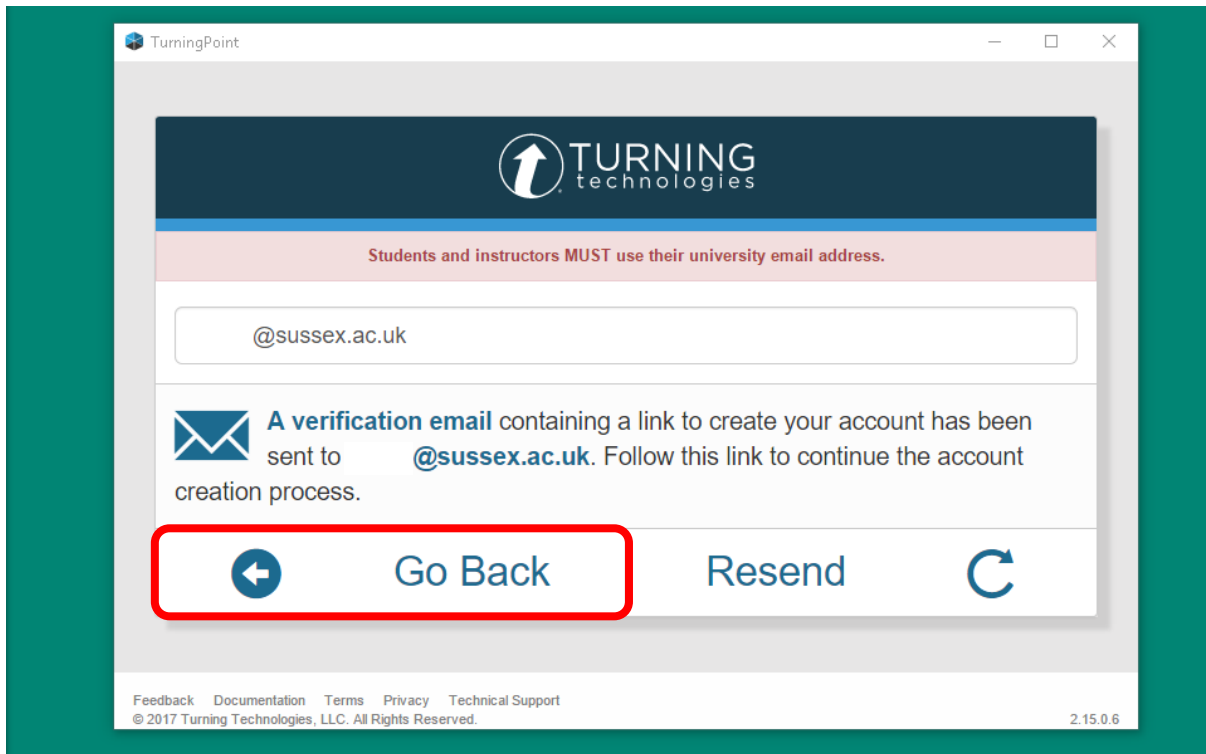 TurningPoint
TURNING
technologies
Students and instructors MUST use their university email address.
@sussex.ac.uk
A verification email containing a link to create your account has been
sent to @sussex.ac.uk. Follow this link to continue the account
creation process.
Go Back Resend
Feedback Documentation Terms Privacy Technical Support
© 2017 Turning Technologies, LLC. All Rights Reserved. 2.15.0.6